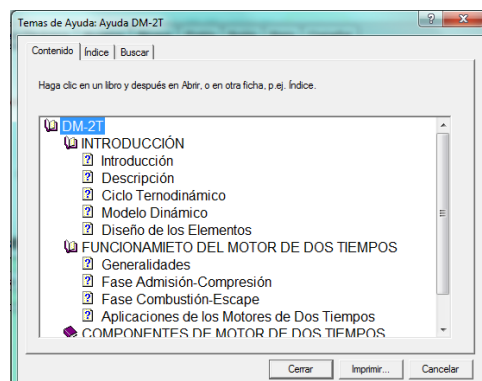 Temas de Ayuda: Ayuda DM-2T
Contenido Índice Buscar
Haga clic en un libro y después en Abrir, o en otra ficha, p.ej. Índice.
DM-2T
INTRODUCCIÓN
Introducción
Descripción
Ciclo Ternodinámico
Modelo Dinámico
Diseño de los Elementos
FUNCIONAMIETO DEL MOTOR DE DOS TIEMPOS
Generalidades
Fase Admisión-Compresión
Fase Combustión-Escape
Aplicaciones de los Motores de Dos Tiempos
COMPONENTES DE MOTOR DE DOS TIEMPOS
Cerrar Imprimir... Cancelar